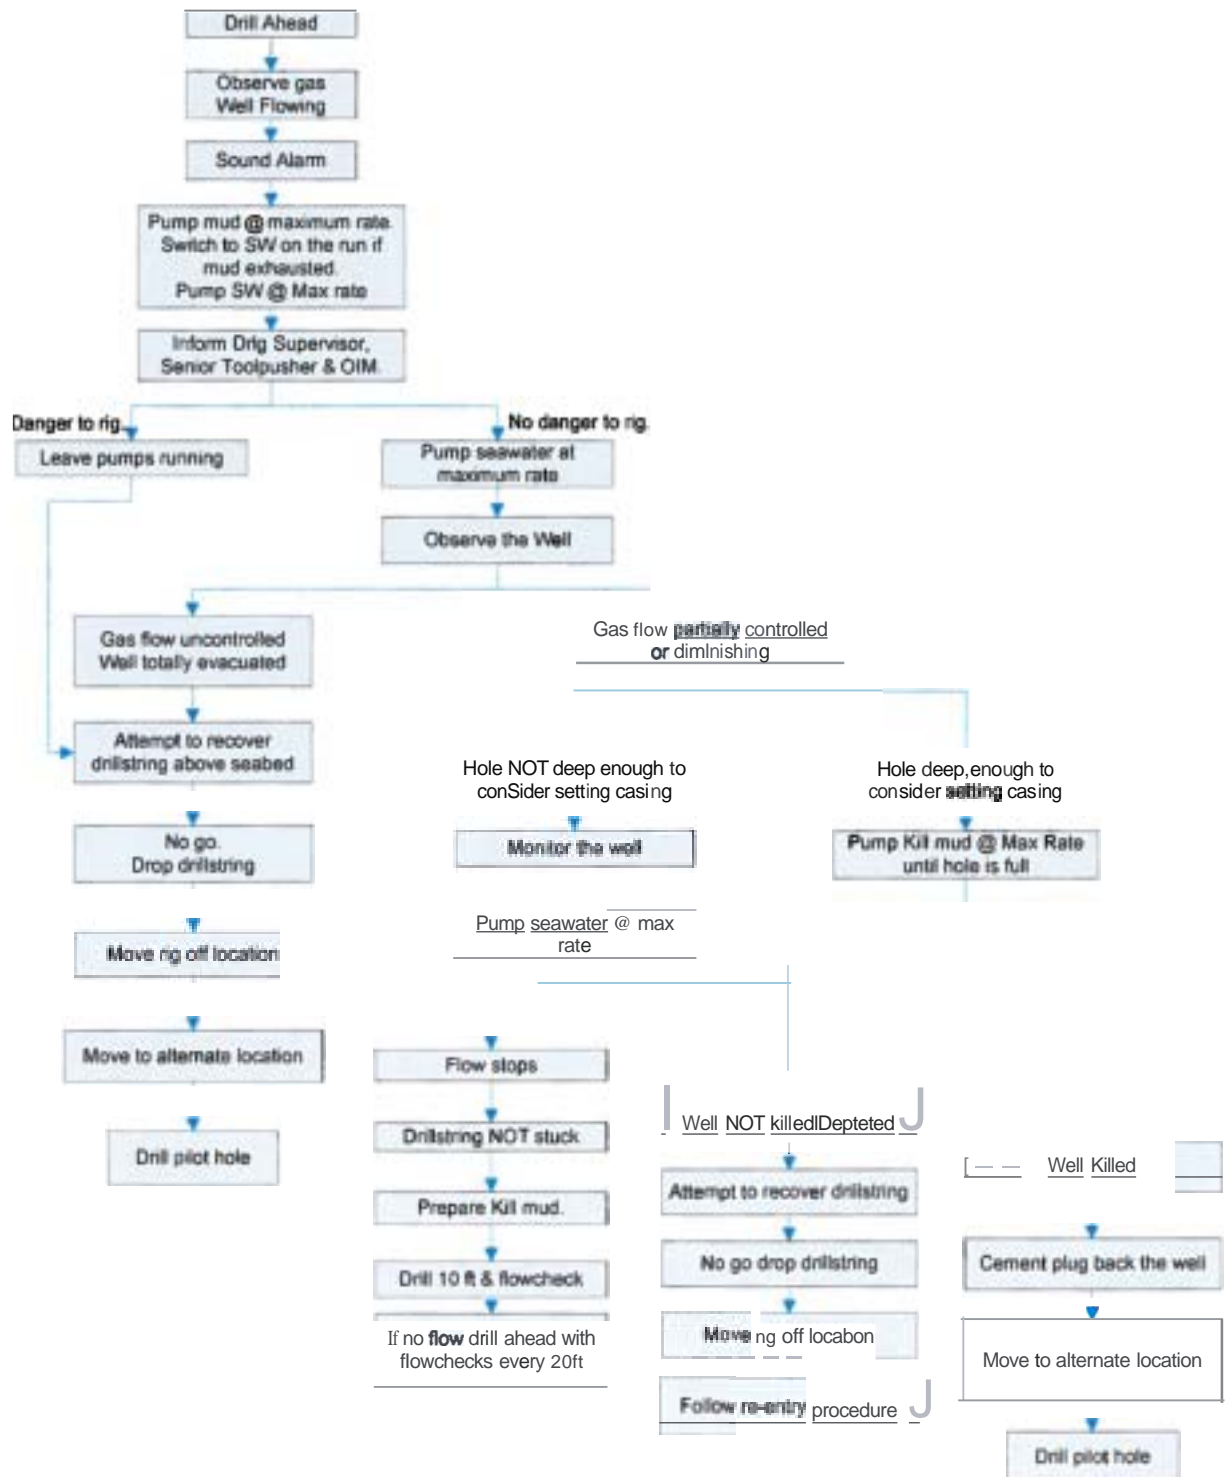 Drill Ahead
Observe gas
Well Flowing
Sound Alarm
Pump mud @ maximum rate.
Switch to SW on the run if
mud exhausted.
Pump SW @ Max rate
Inform Drlg Supervisor,
Senior Toolpusher & OIM.
Danger to rig.
No danger to rig.
Leave pumps running
Pump seawater at
maximum rate
Observe the Well
Gas flow uncontrolled
Well totally evacuated
Gas flow partially controlled
or dimInishing
Attempt to recover
drillstring above seabed
Hole NOT deep enough to
conSider setting casing
Hole deep,enough to
consider setting casing
No go.
Drop drillstring
Monitor the well
Pump Kill mud @ Max Rate
until hole is full
Pump seawater @ max
rate
Move rig off location
Move to alternate location
Drill pilot hole
Flow stops
Drillstring NOT stuck
Prepare Kill mud.
Drill 10 ft & flowcheck
If no flow drill ahead with
flowchecks every 20ft
Well NOT killedIDepteted
Attempt to recover drillstring
No go drop drillstring
Move ng off locabon
Follow re-entry procedure
Well Killed
Cement plug back the well
Move to alternate location
Drill pilot hole